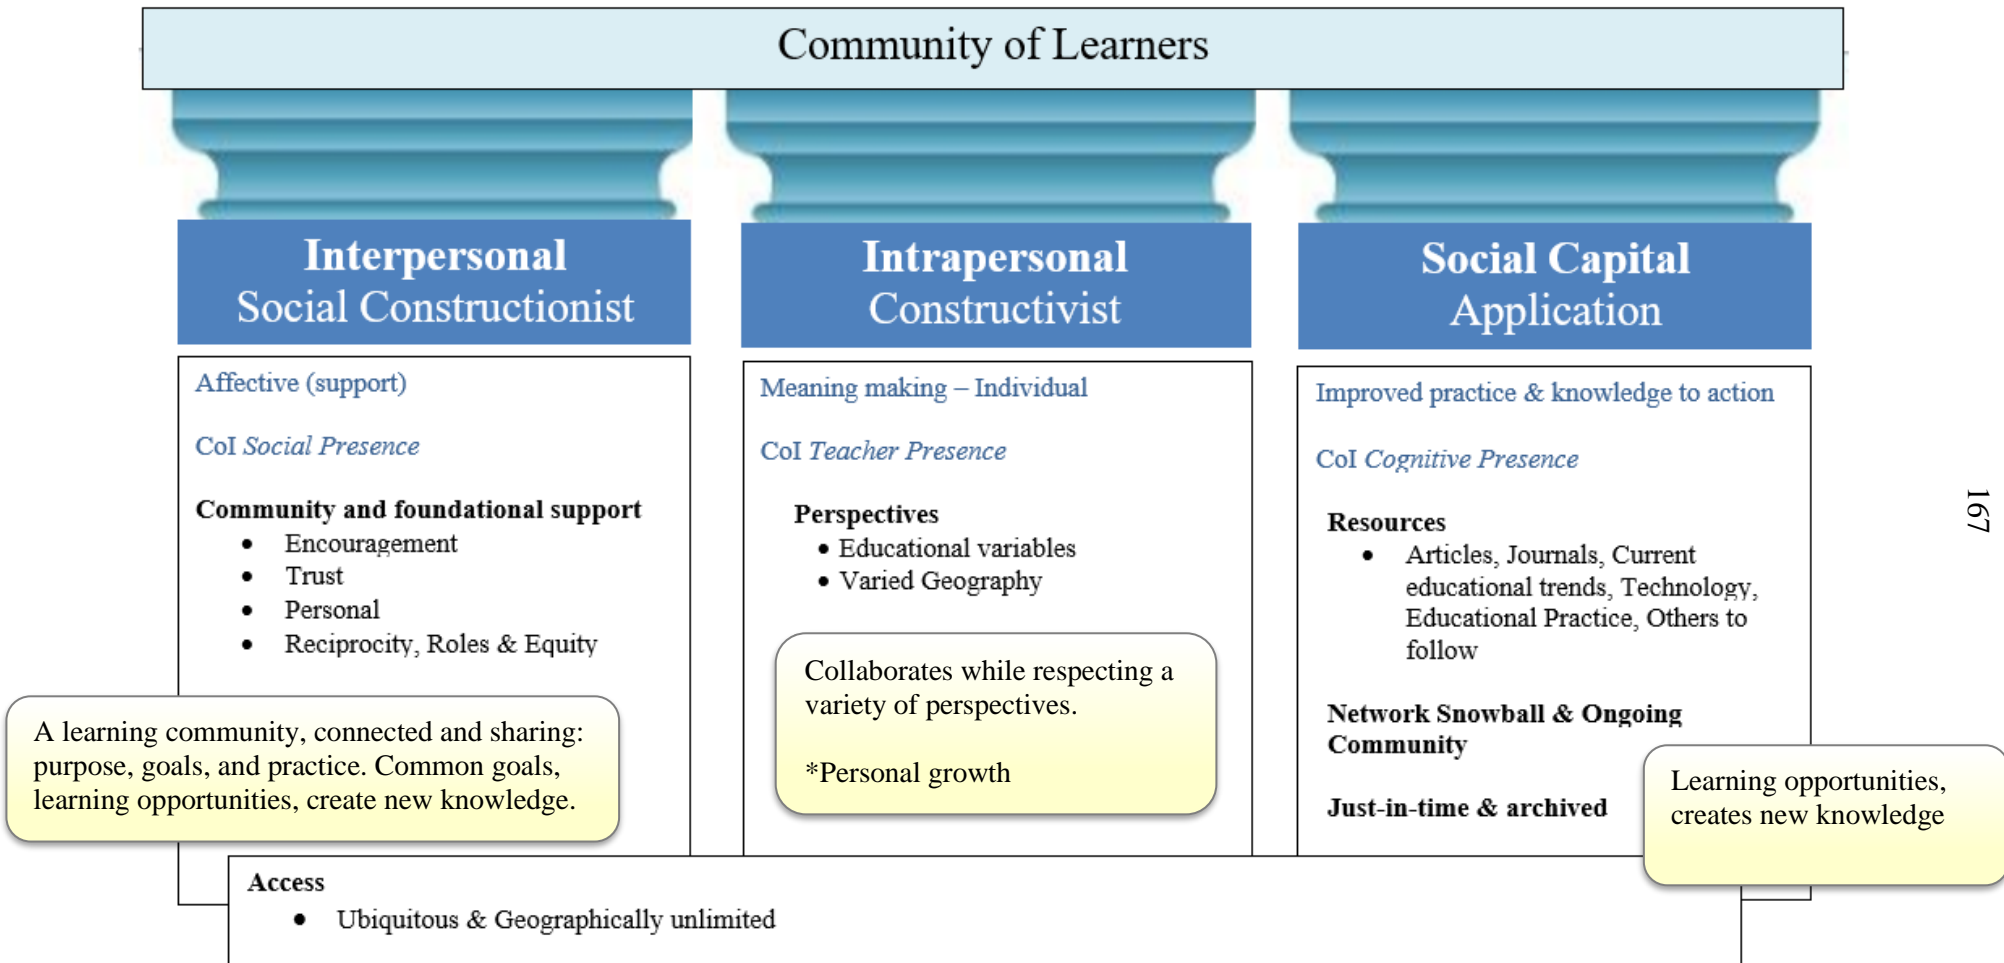 Community of Learners
Interpersonal
Social Constructionist
Affective (support)
CoI Social Presence
Community and foundational support
• Encouragement
• Trust
• Personal
• Reciprocity, Roles & Equity
A learning community, connected and sharing:
purpose, goals, and practice. Common goals,
learning opportunities, create new knowledge.
Intrapersonal
Constructivist
Meaning making – Individual
CoI Teacher Presence
Perspectives
• Educational variables
• Varied Geography
Collaborates while respecting a
variety of perspectives.
*Personal growth
Social Capital
Application
Improved practice & knowledge to action
CoI Cognitive Presence
Resources
• Articles, Journals, Current
educational trends, Technology,
Educational Practice, Others to
follow
Network Snowball & Ongoing
Community
Just-in-time & archived
Learning opportunities,
creates new knowledge
Access
• Ubiquitous & Geographically unlimited
167